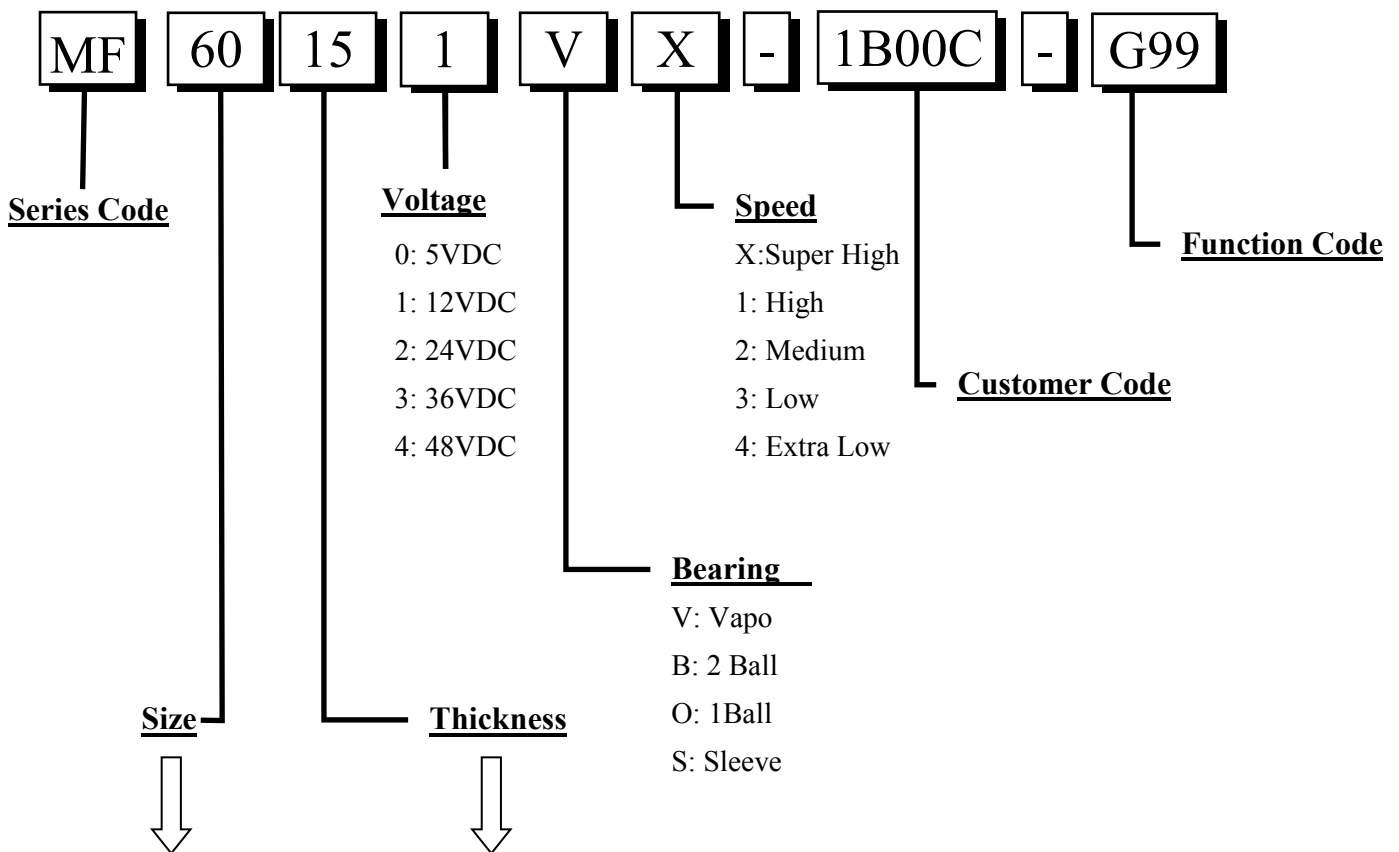 MF 60 15 1 V X - 1B00C - G99
Series Code
Voltage
0: 5VDC
1: 12VDC
2: 24VDC
3: 36VDC
4: 48VDC
Speed
X:Super High
1: High
2: Medium
3: Low
4: Extra Low
Function Code
Customer Code
Bearing
V: Vapo
B: 2 Ball
O: 1Ball
S: Sleeve
Size
Thickness